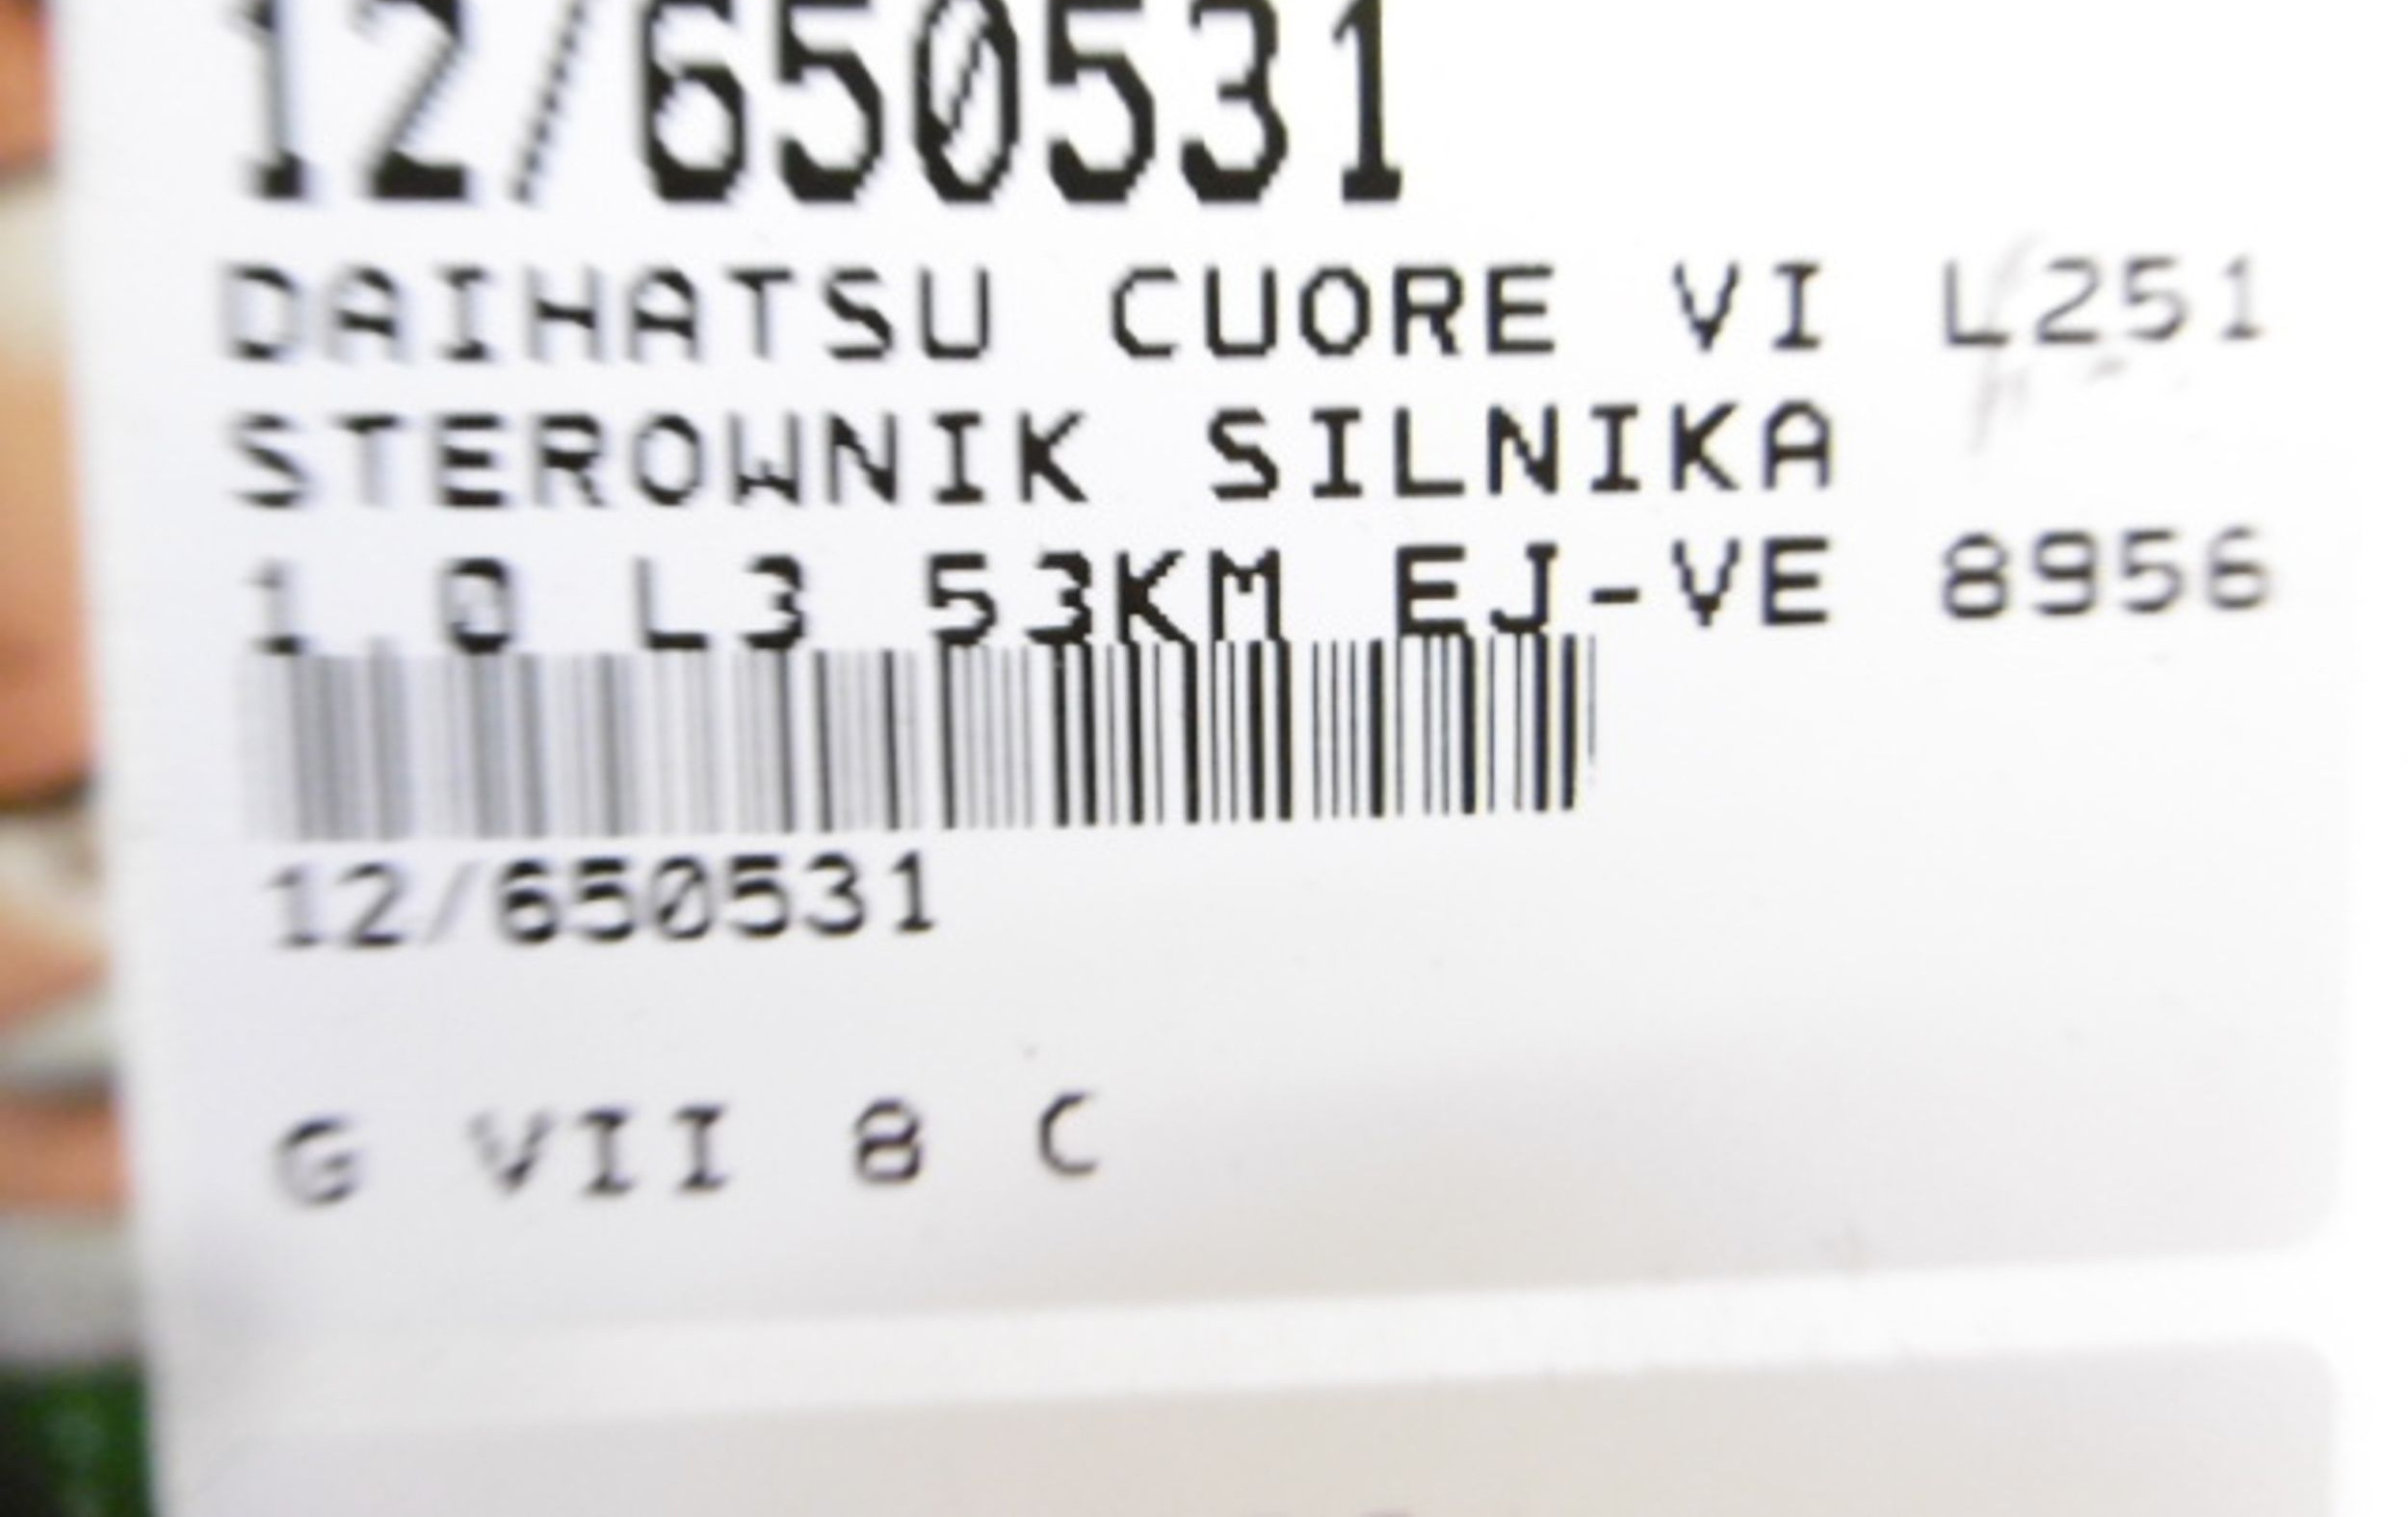 12/650531
DAIHATSU CUORE VI L251
STEROWNIK SILNIKA
1.0 L3 53KM EJ-VE 8956
12/650531
G VII 8 C